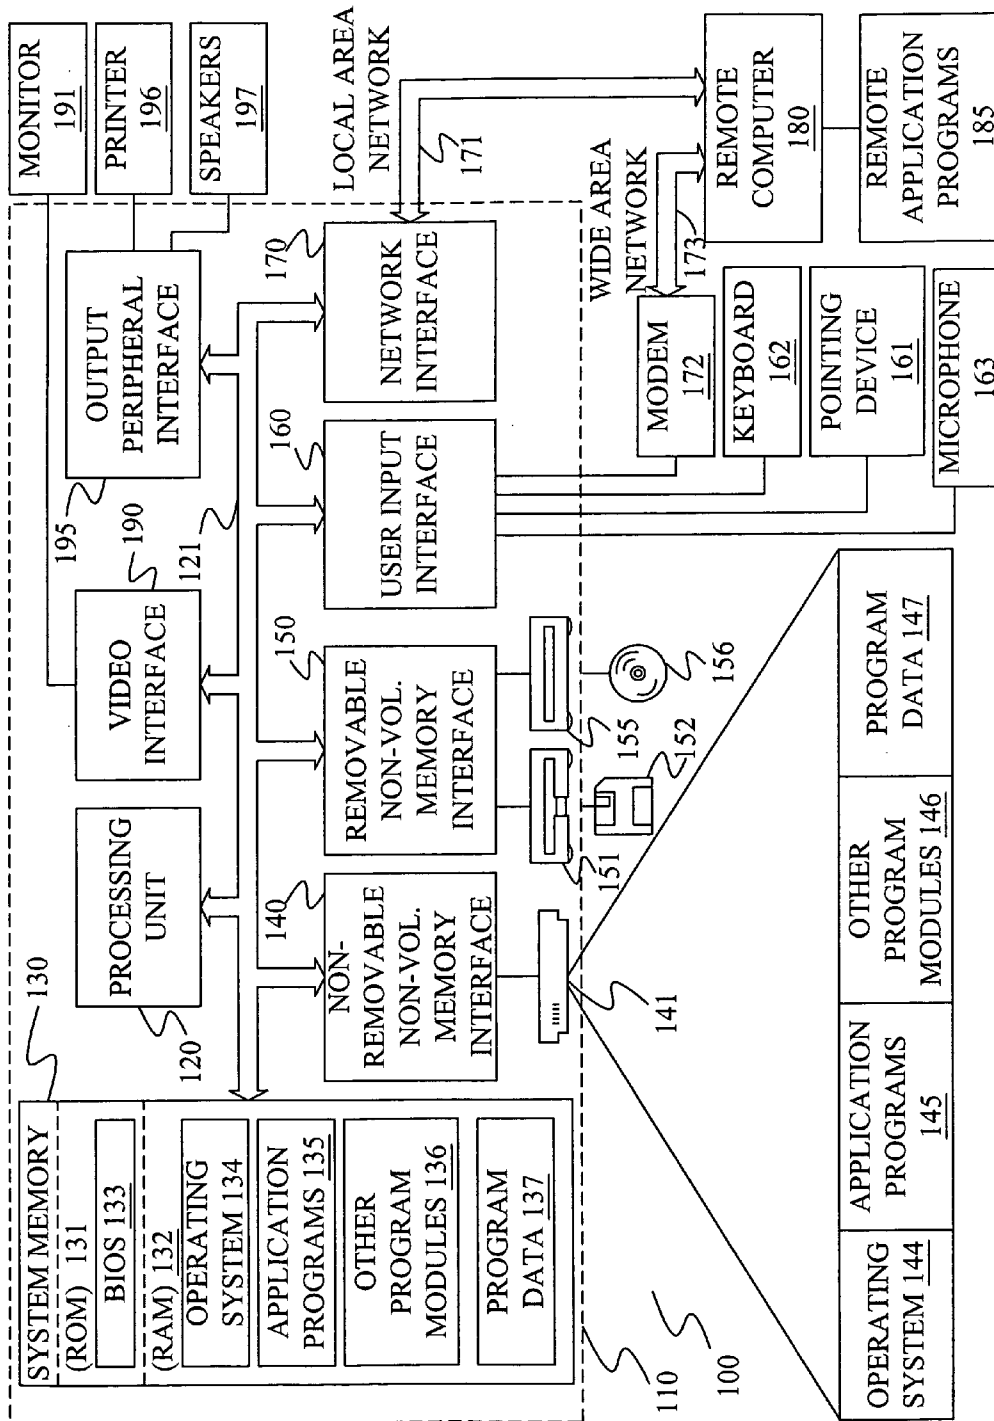 SYSTEM MEMORY
130
(ROM) 131
BIOS 133
(RAM) 132
OPERATING
SYSTEM 134
APPLICATION
PROGRAMS 135
OTHER
PROGRAM
MODULES 136
PROGRAM
DATA 137
PROCESSING
UNIT
120
VIDEO
INTERFACE
190
121
OUTPUT
PERIPHERAL
INTERFACE
195
MONITOR
191
PRINTER
196
SPEAKERS
197
NON-
REMOVABLE
NON-VOL.
MEMORY
INTERFACE
140
REMOVABLE
NON-VOL.
MEMORY
INTERFACE
150
USER INPUT
INTERFACE
160
NETWORK
INTERFACE
170
LOCAL AREA
NETWORK
171
141
151
152
155
156
WIDE AREA
NETWORK
173
MODEM
172
KEYBOARD
162
POINTING
DEVICE
161
MICROPHONE
163
REMOTE
COMPUTER
180
REMOTE
APPLICATION
PROGRAMS
185
110
100
OPERATING
SYSTEM 144
APPLICATION
PROGRAMS
145
OTHER
PROGRAM
MODULES 146
PROGRAM
DATA 147